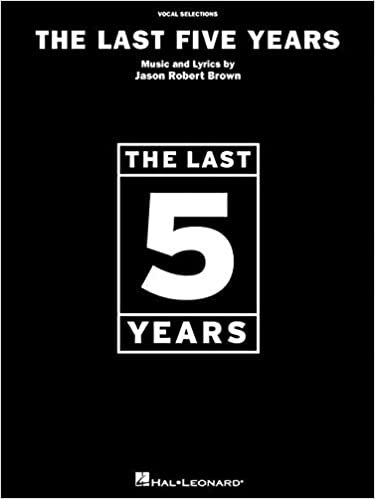 VOCAL SELECTIONS
THE LAST FIVE YEARS
Music and Lyrics by
Jason Robert Brown
THE LAST
5
YEARS
HAL•LEONARD®